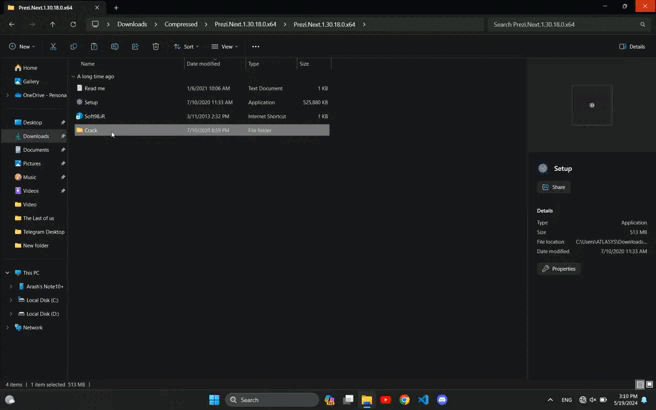 Prezi.Next.1.30.18.0.x64
Downloads > Compressed > Prezi.Next.1.30.18.0.x64 > Prezi.Next.1.30.18.0.x64 >
Search Prezi.Next.1.30.18.0.x64
New
Sort
View
Details
Name
Date modified
Type
Size
Home
Gallery
OneDrive - Persona
Desktop
Downloads
Documents
Pictures
Music
Videos
Video
The Last of us
Telegram Desktop
New folder
This PC
Arash's Note10+
Local Disk (C:)
Local Disk (D:)
Network
A long time ago
Read me 1/6/2021 10:06 AM Text Document 1 KB
Setup 7/10/2020 11:33 AM Application 525,880 KB
Soft98.iR 3/11/2013 2:32 PM Internet Shortcut 1 KB
Crack 7/10/2020 6:59 PM File folder
Setup
Share
Details
Type Application
Size 513 MB
File location C:\Users\ATLASYS\Downloads...
Date modified 7/10/2020 11:33 AM
Properties
4 items 1 item selected 513 MB
Search
ENG
3:10 PM
5/19/2024